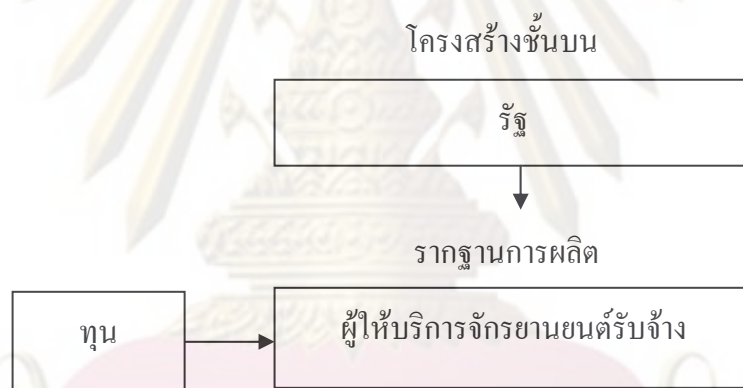 โครงสร้างชั้นบน
รัฐ
รากฐานการผลิต
ทุน
ผู้ให้บริการจักรยานยนต์รับจ้าง